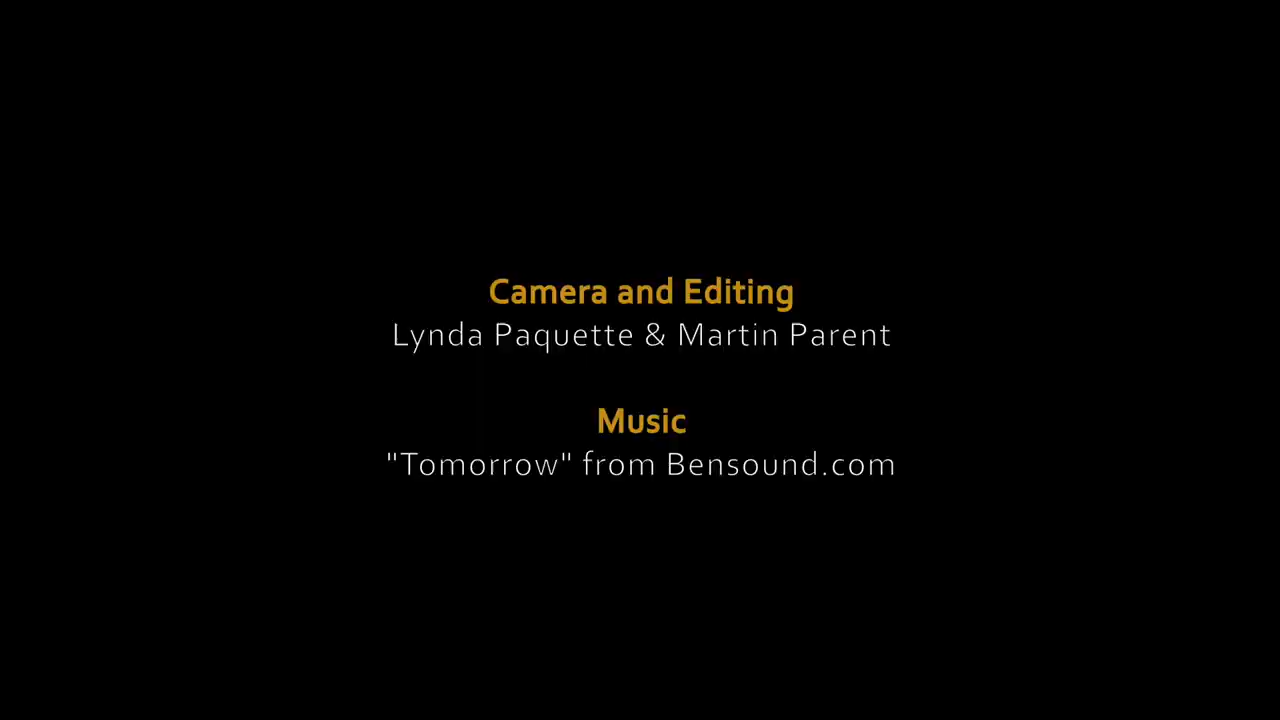 Camera and Editing
Lynda Paquette & Martin Parent
Music
"Tomorrow" from Bensound.com